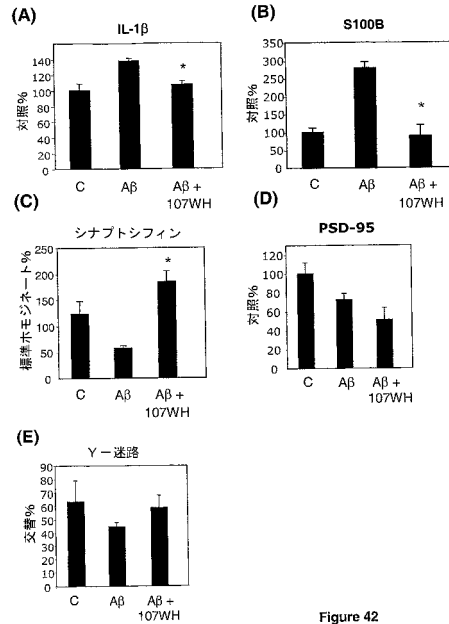 (A)
IL-1β
対照%
140
120
100
80
60
40
20
0
*
C
Aβ
Aβ +
107WH
(B)
S100B
対照%
350
300
250
200
150
100
50
0
*
C
Aβ
Aβ +
107WH
(C)
シナプトシフィン
標準ホモジネート%
250
200
150
100
50
0
*
C
Aβ
Aβ +
107WH
(D)
PSD-95
対照%
120
100
80
60
40
20
0
C
Aβ
Aβ +
107WH
(E)
Y－迷路
交替%
90
80
70
60
50
40
30
20
10
0
C
Aβ
Aβ +
107WH
Figure 42